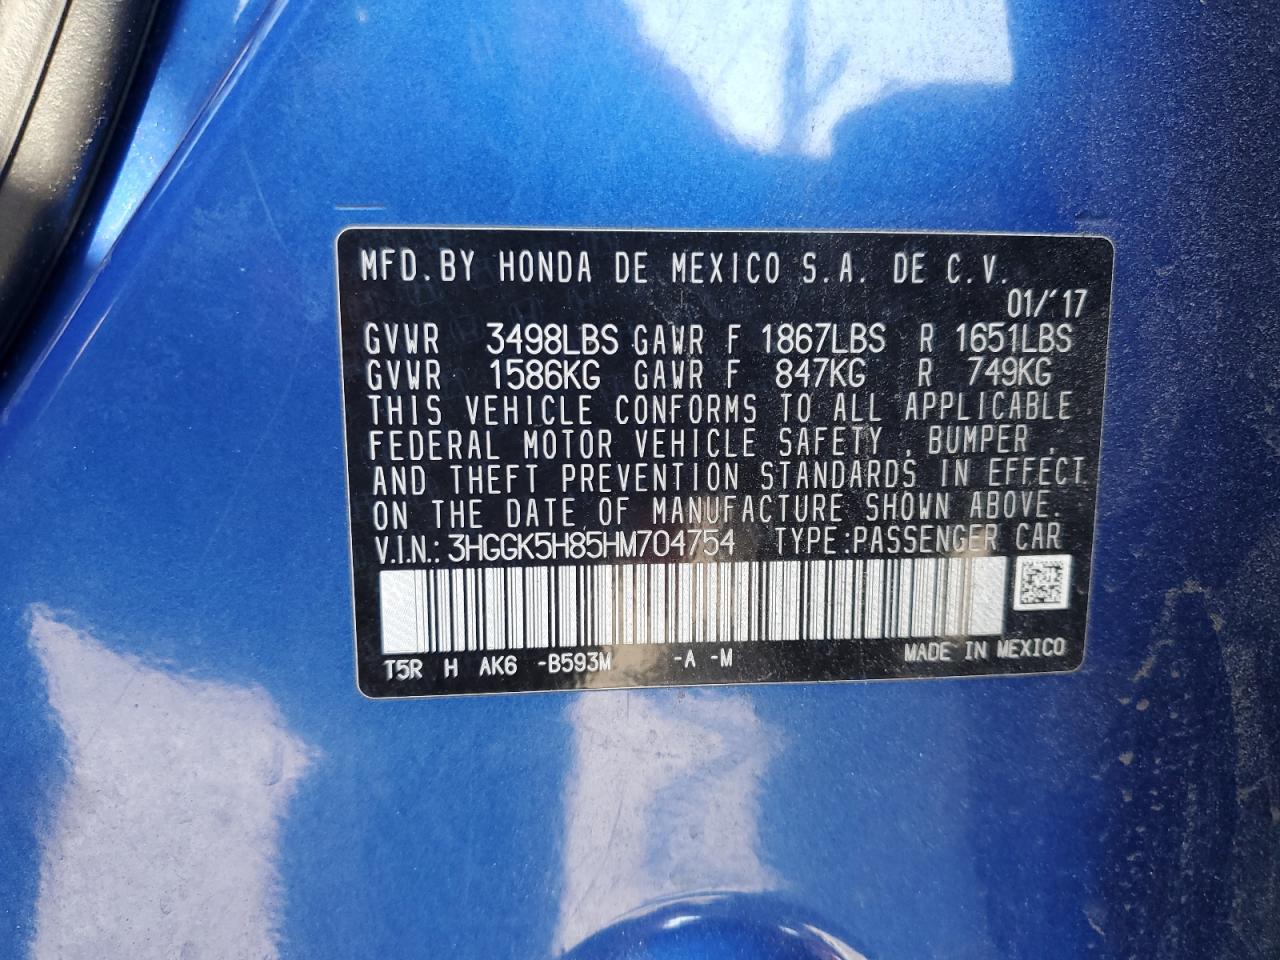 MFD. BY HONDA DE MEXICO S.A. DE C.V.
01/'17
GVWR 3498LBS GAWR F 1867LBS R 1651LBS
GVWR 1586KG GAWR F 847KG R 749KG
THIS VEHICLE CONFORMS TO ALL APPLICABLE
FEDERAL MOTOR VEHICLE SAFETY , BUMPER ,
AND THEFT PREVENTION STANDARDS IN EFFECT
ON THE DATE OF MANUFACTURE SHOWN ABOVE.
V.I.N.: 3HGGK5H85HM704754 TYPE:PASSENGER CAR
T5R H AK6 -B593M -A -M MADE IN MEXICO